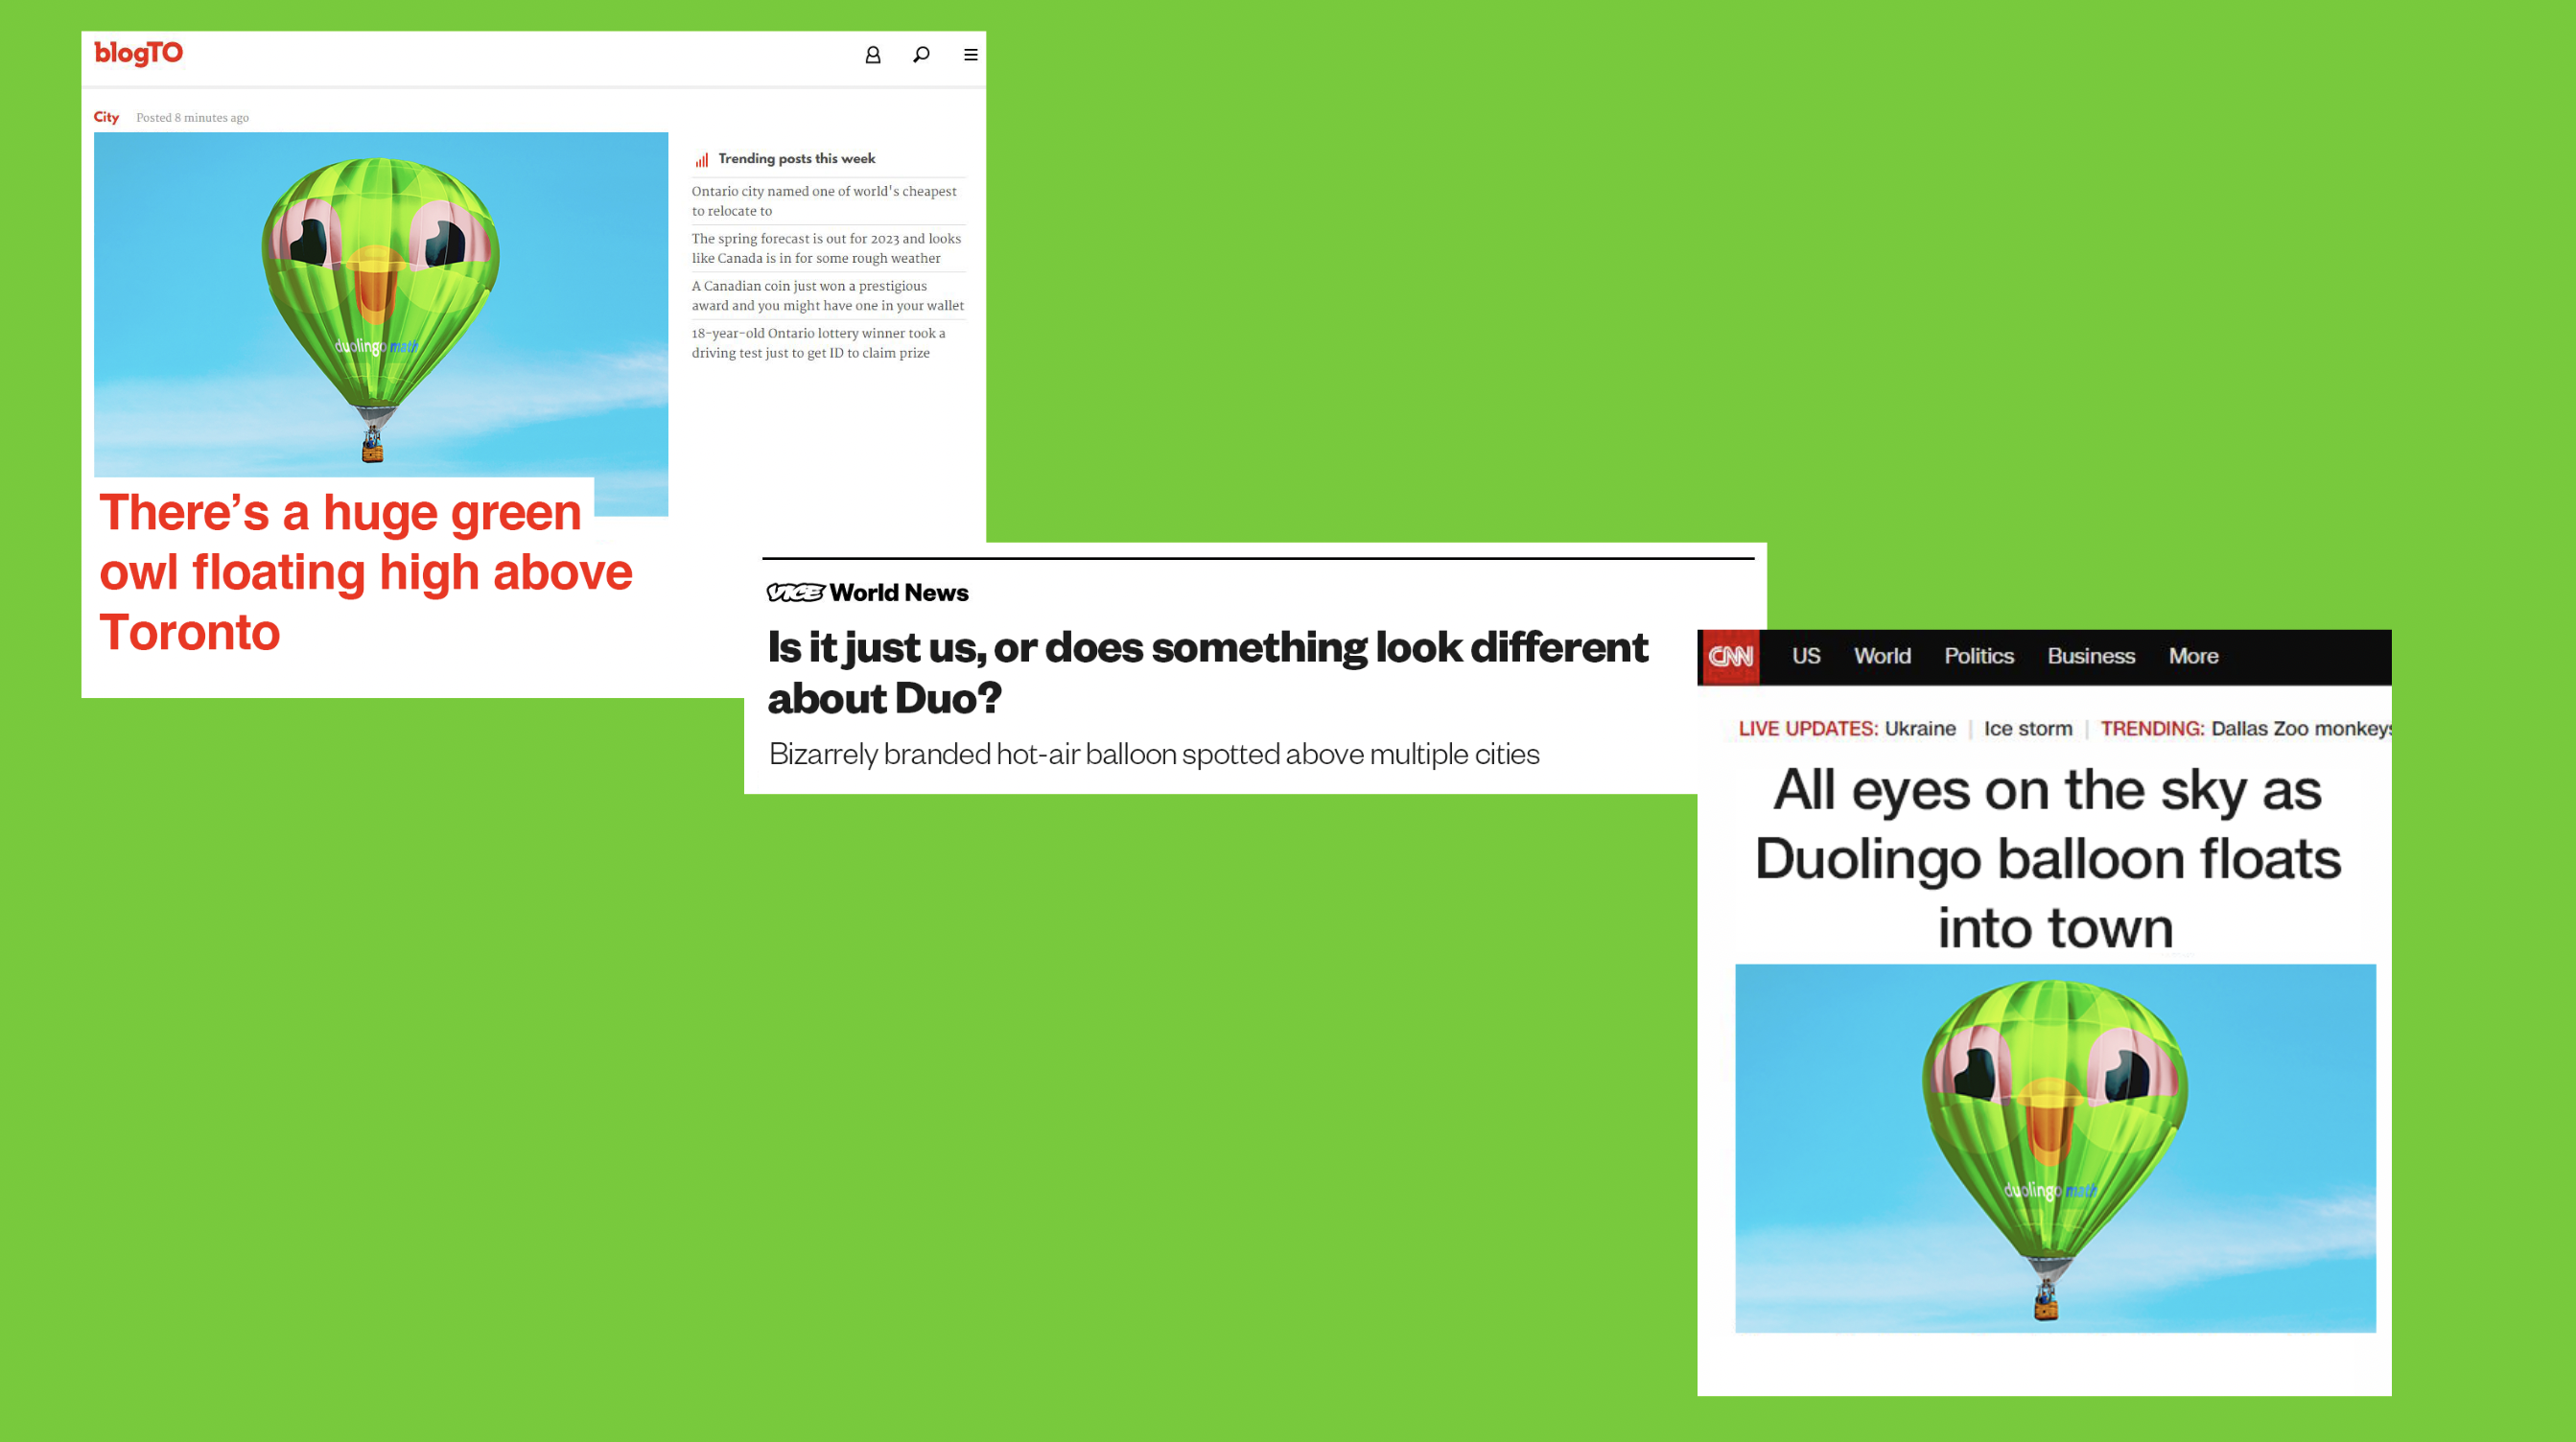 blogTO
City Posted 8 minutes ago
duolingo math
Trending posts this week
Ontario city named one of world's cheapest
to relocate to
The spring forecast is out for 2023 and looks
like Canada is in for some rough weather
A Canadian coin just won a prestigious
award and you might have one in your wallet
18-year-old Ontario lottery winner took a
driving test just to get ID to claim prize
There’s a huge green
owl floating high above
Toronto
VICE World News
Is it just us, or does something look different
about Duo?
Bizarrely branded hot-air balloon spotted above multiple cities
CNN US World Politics Business More
LIVE UPDATES: Ukraine | Ice storm | TRENDING: Dallas Zoo monkeys
All eyes on the sky as
Duolingo balloon floats
into town
duolingo math